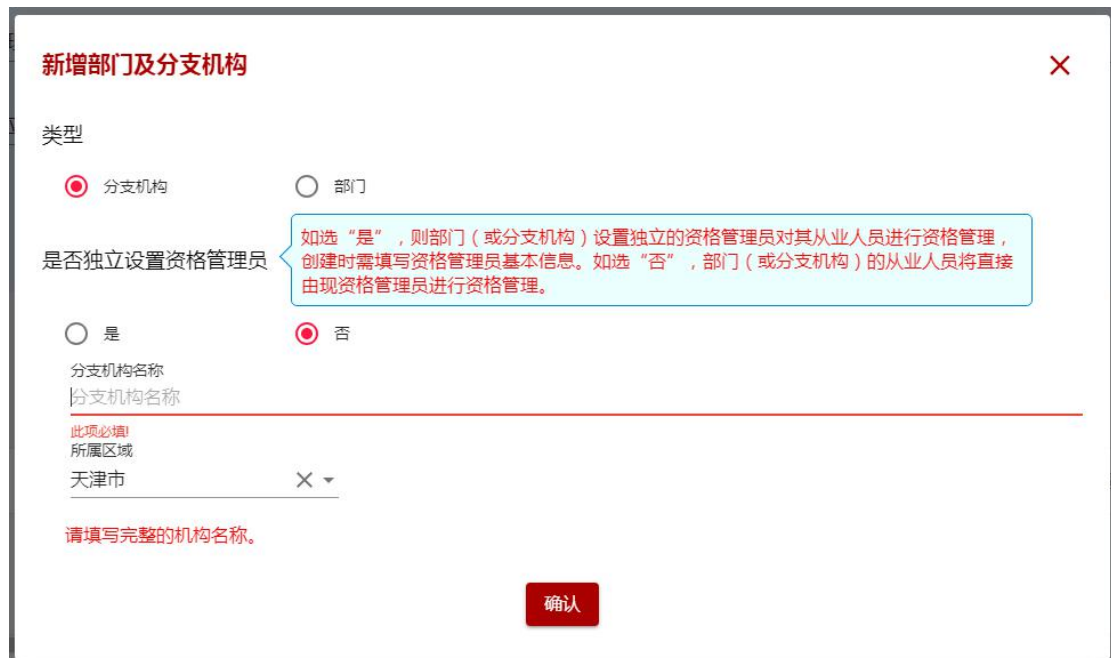 新增部门及分支机构
类型
分支机构
部门
是否独立设置资格管理员
如选“是”，则部门（或分支机构）设置独立的资格管理员对其从业人员进行资格管理，
创建时需填写资格管理员基本信息。如选“否”，部门（或分支机构）的从业人员将直接
由现资格管理员进行资格管理。
是
否
分支机构名称
分支机构名称
此项必填!
所属区域
天津市
请填写完整的机构名称。
确认